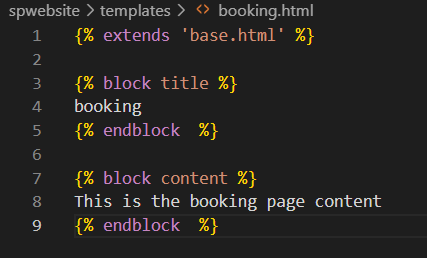 spwebsite > templates > <> booking.html
1 {% extends 'base.html' %}
2
3 {% block title %}
4 booking
5 {% endblock  %}
6
7 {% block content %}
8 This is the booking page content
9 {% endblock  %}